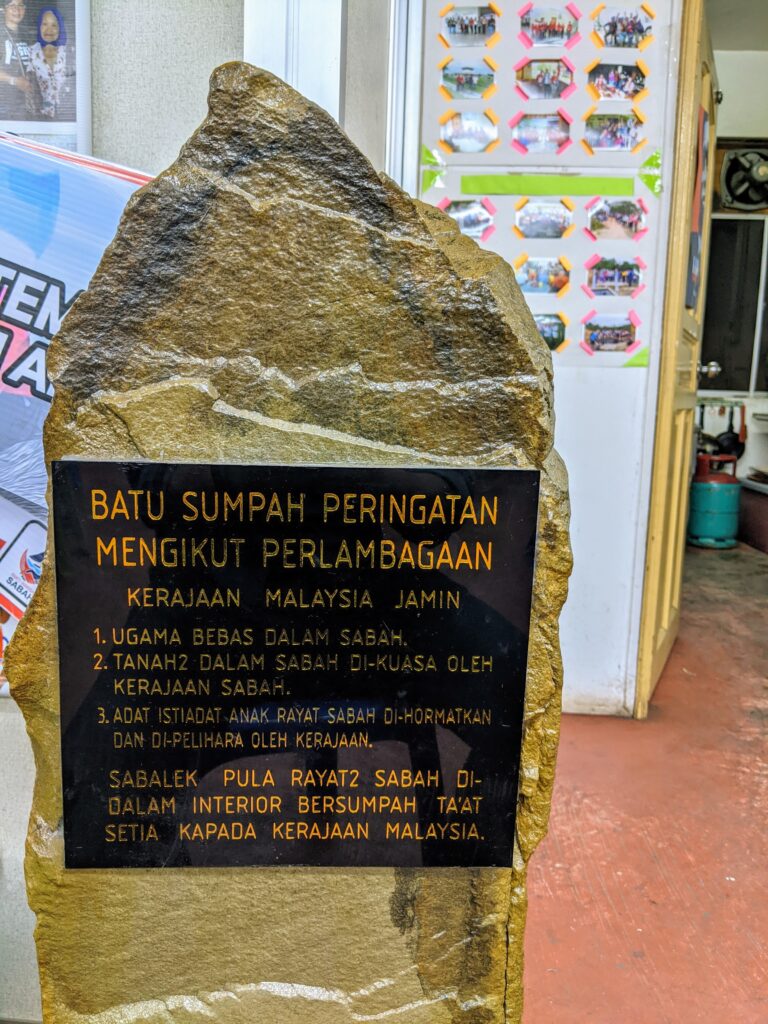 BATU SUMPAH PERINGATAN
MENGIKUT PERLAMBAGAAN
KERAJAAN MALAYSIA JAMIN
1. UGAMA BEBAS DALAM SABAH.
2. TANAH2 DALAM SABAH DI-KUASA OLEH
KERAJAAN SABAH.
3. ADAT ISTIADAT ANAK RAYAT SABAH DI-HORMATKAN
DAN DI-PELIHARA OLEH KERAJAAN.
SABALEK PULA RAYAT2 SABAH DI-
DALAM INTERIOR BERSUMPAH TA'AT
SETIA KAPADA KERAJAAN MALAYSIA.
SABAH